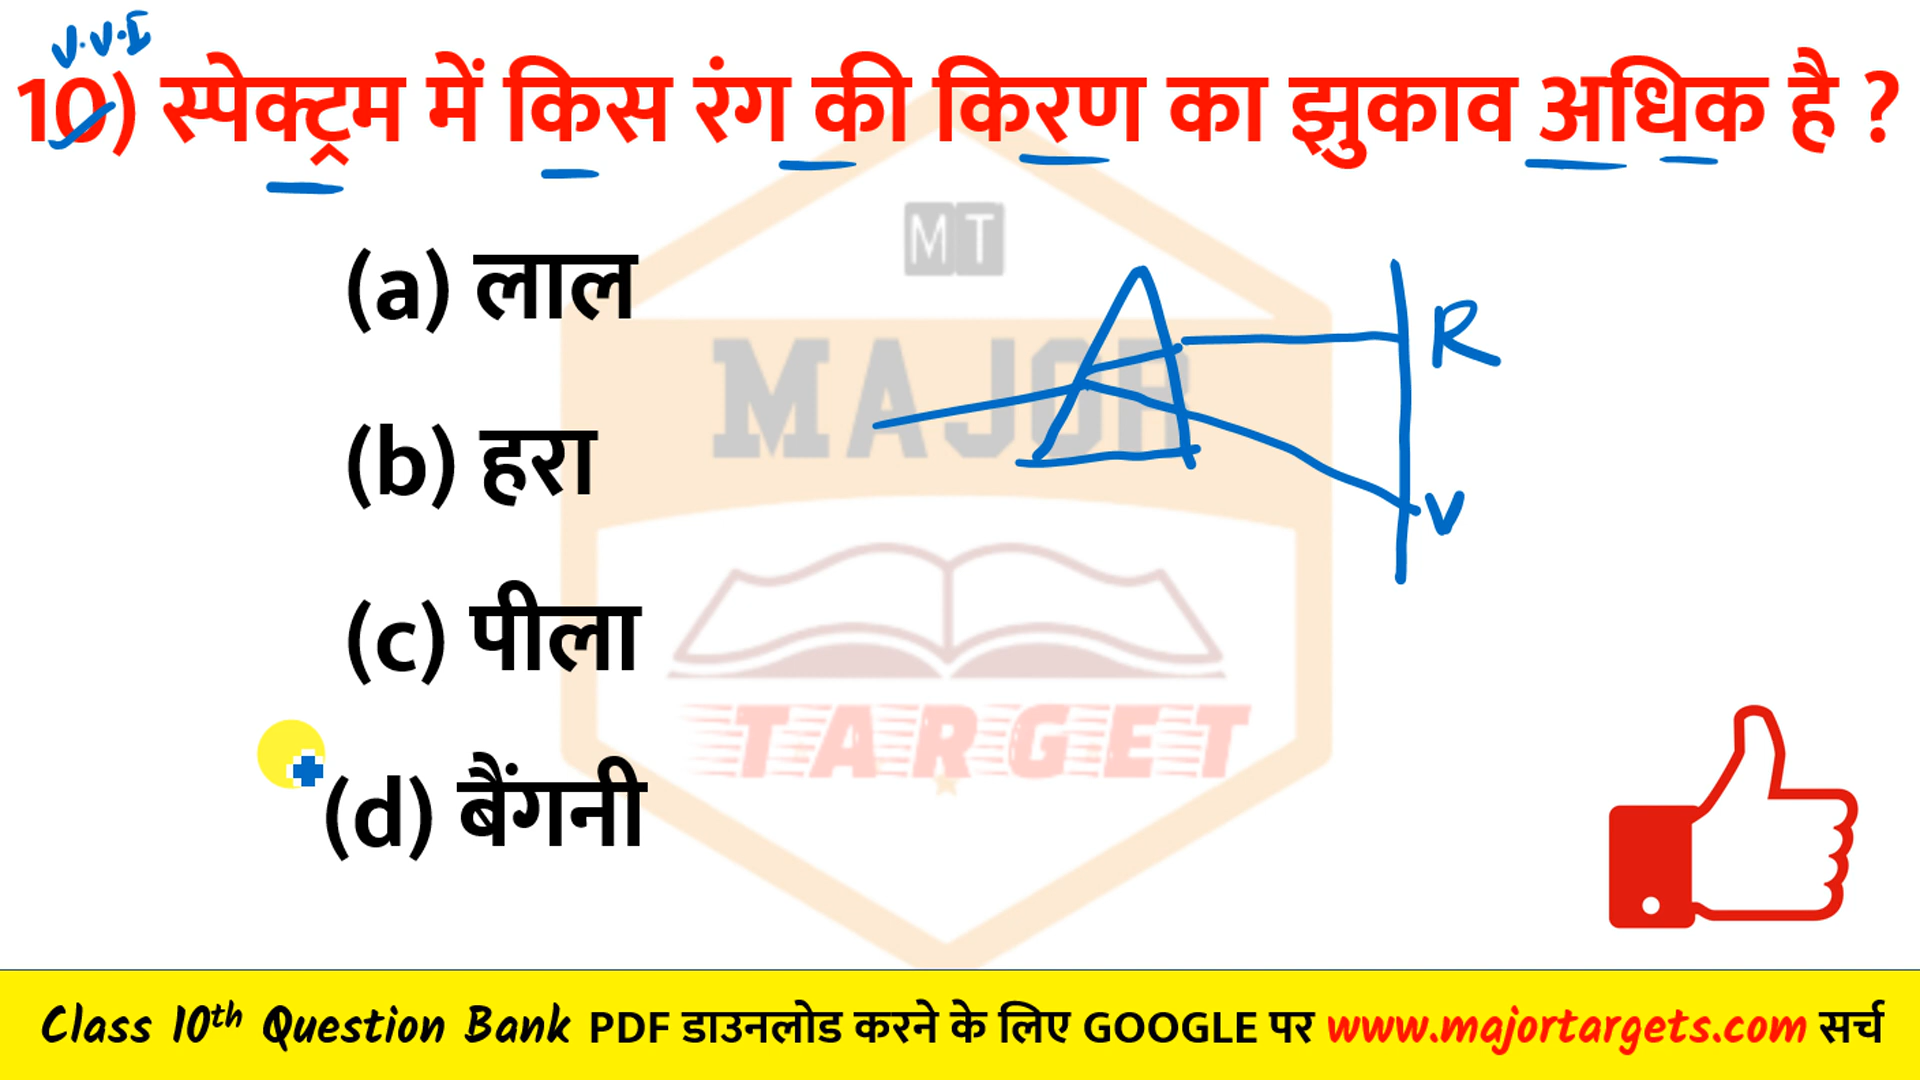 V.V.I
10) स्पेक्ट्रम में किस रंग की किरण का झुकाव अधिक है ?
MT
(a) लाल
R
MAJOR
(b) हरा
V
(c) पीला
TARGET
(d) बैंगनी
Class 10th Question Bank PDF डाउनलोड करने के लिए GOOGLE पर www.majortargets.com सर्च